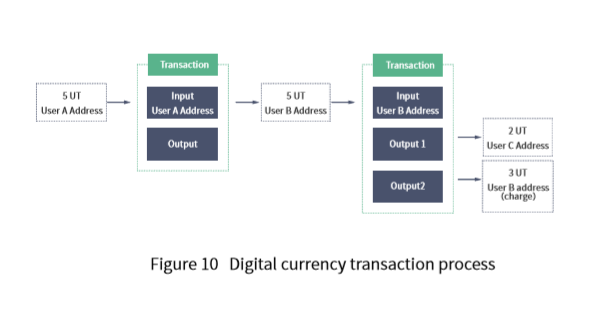 Transaction
Transaction
5 UT
User A Address
Input
User A Address
5 UT
User B Address
Input
User B Address
Output
Output 1
2 UT
User C Address
Output2
3 UT
User B address
(charge)
Figure 10 Digital currency transaction process